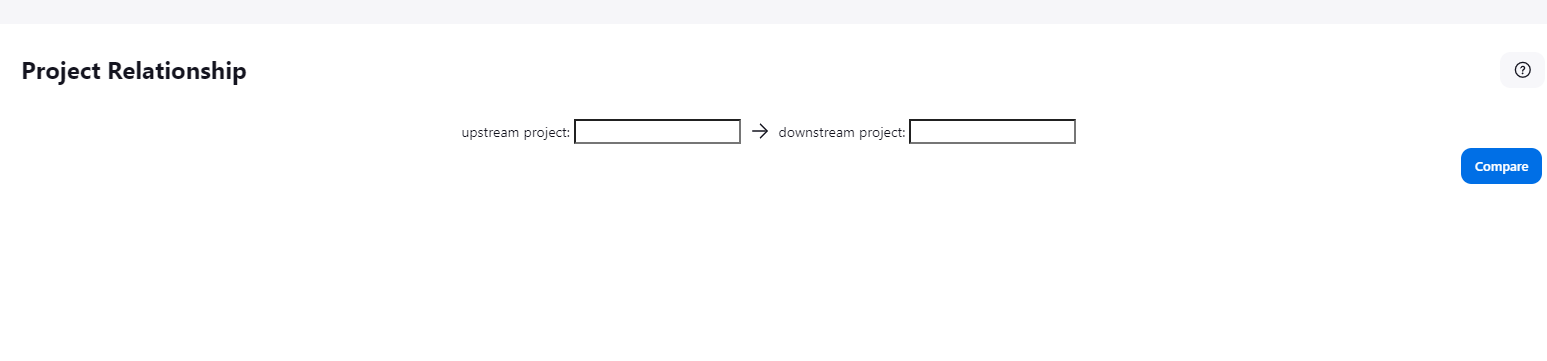 Project Relationship
upstream project: → downstream project:
Compare